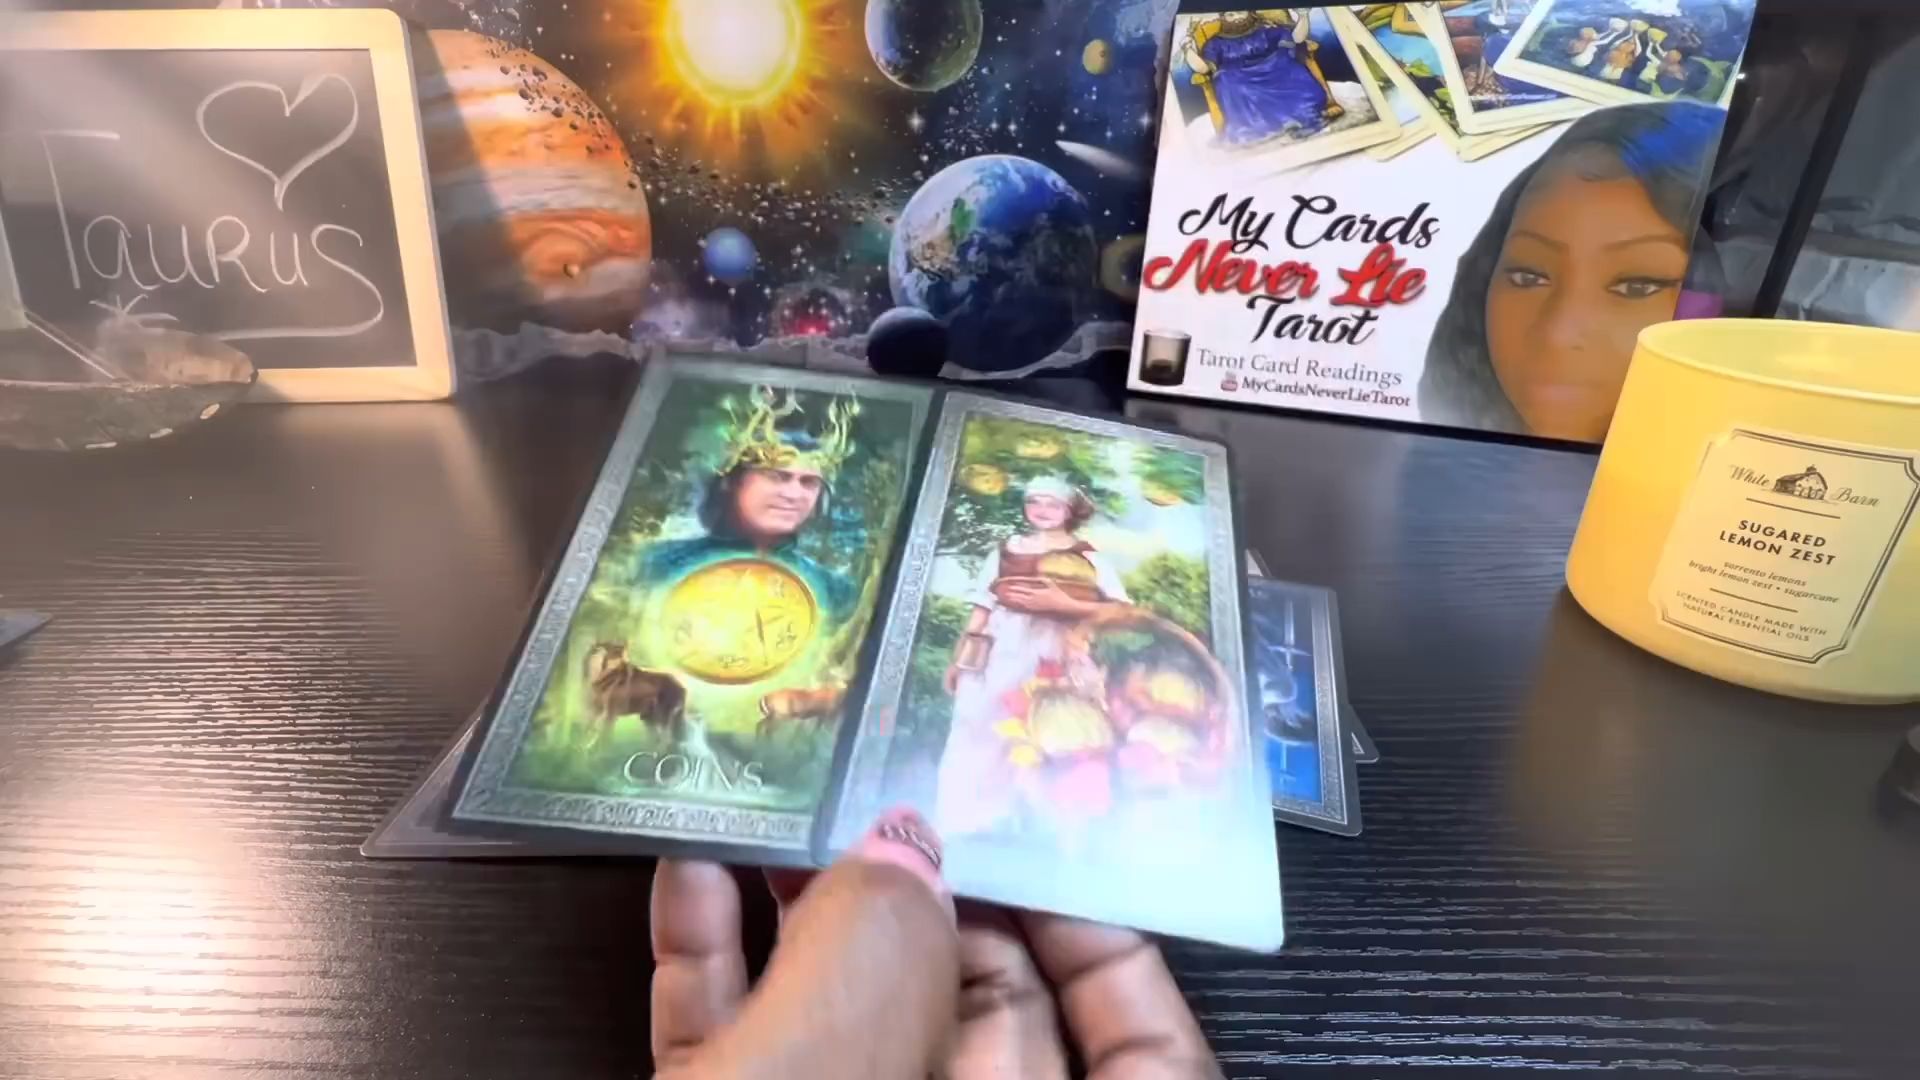 Taurus
My Cards
Never Lie
Tarot
Tarot Card Readings
MyCardsNeverLieTarot
White Barn
SUGARED
LEMON ZEST
sorrento lemons
bright lemon zest • sugarcane
SCENTED CANDLE MADE WITH
NATURAL ESSENTIAL OILS
COINS